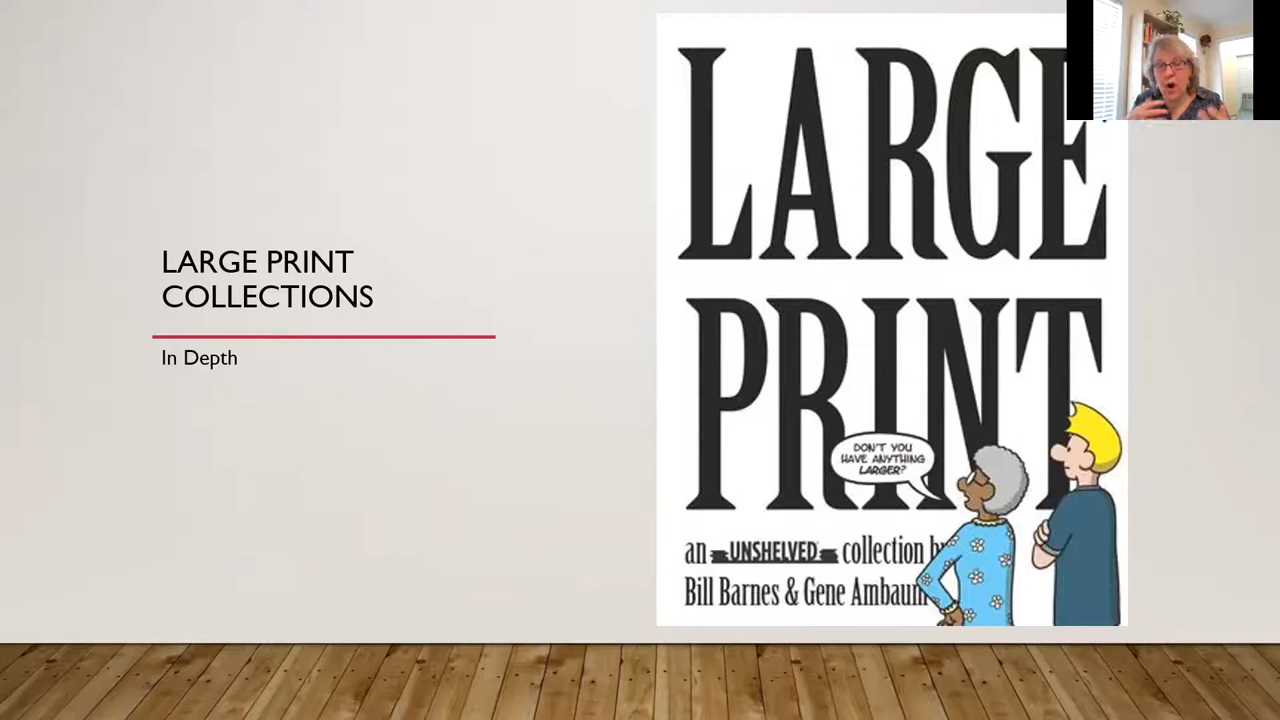 LARGE PRINT
COLLECTIONS
In Depth
LARGE
PRINT
DON'T YOU
HAVE ANYTHING
LARGER?
an UNSHELVED collection
Bill Barnes & Gene Ambaum